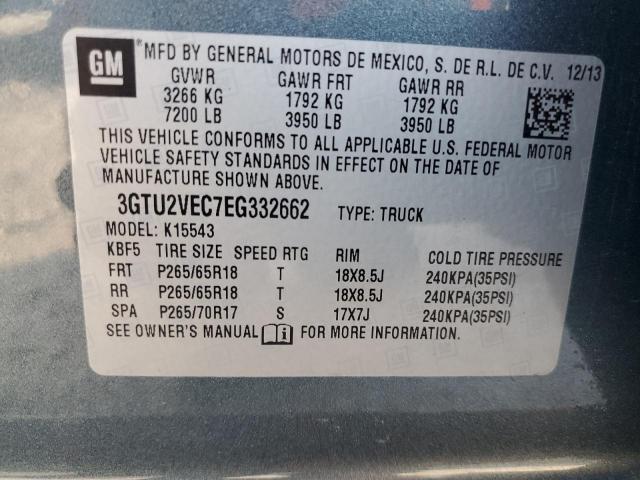 GM
MFD BY GENERAL MOTORS DE MEXICO, S. DE R.L. DE C.V. 12/13
GVWR GAWR FRT GAWR RR
3266 KG 1792 KG 1792 KG
7200 LB 3950 LB 3950 LB
THIS VEHICLE CONFORMS TO ALL APPLICABLE U.S. FEDERAL MOTOR
VEHICLE SAFETY STANDARDS IN EFFECT ON THE DATE OF
MANUFACTURE SHOWN ABOVE.
3GTU2VEC7EG332662 TYPE: TRUCK
MODEL: K15543
KBF5 TIRE SIZE SPEED RTG RIM COLD TIRE PRESSURE
FRT P265/65R18 T 18X8.5J 240KPA(35PSI)
RR P265/65R18 T 18X8.5J 240KPA(35PSI)
SPA P265/70R17 S 17X7J 240KPA(35PSI)
SEE OWNER'S MANUAL FOR MORE INFORMATION.